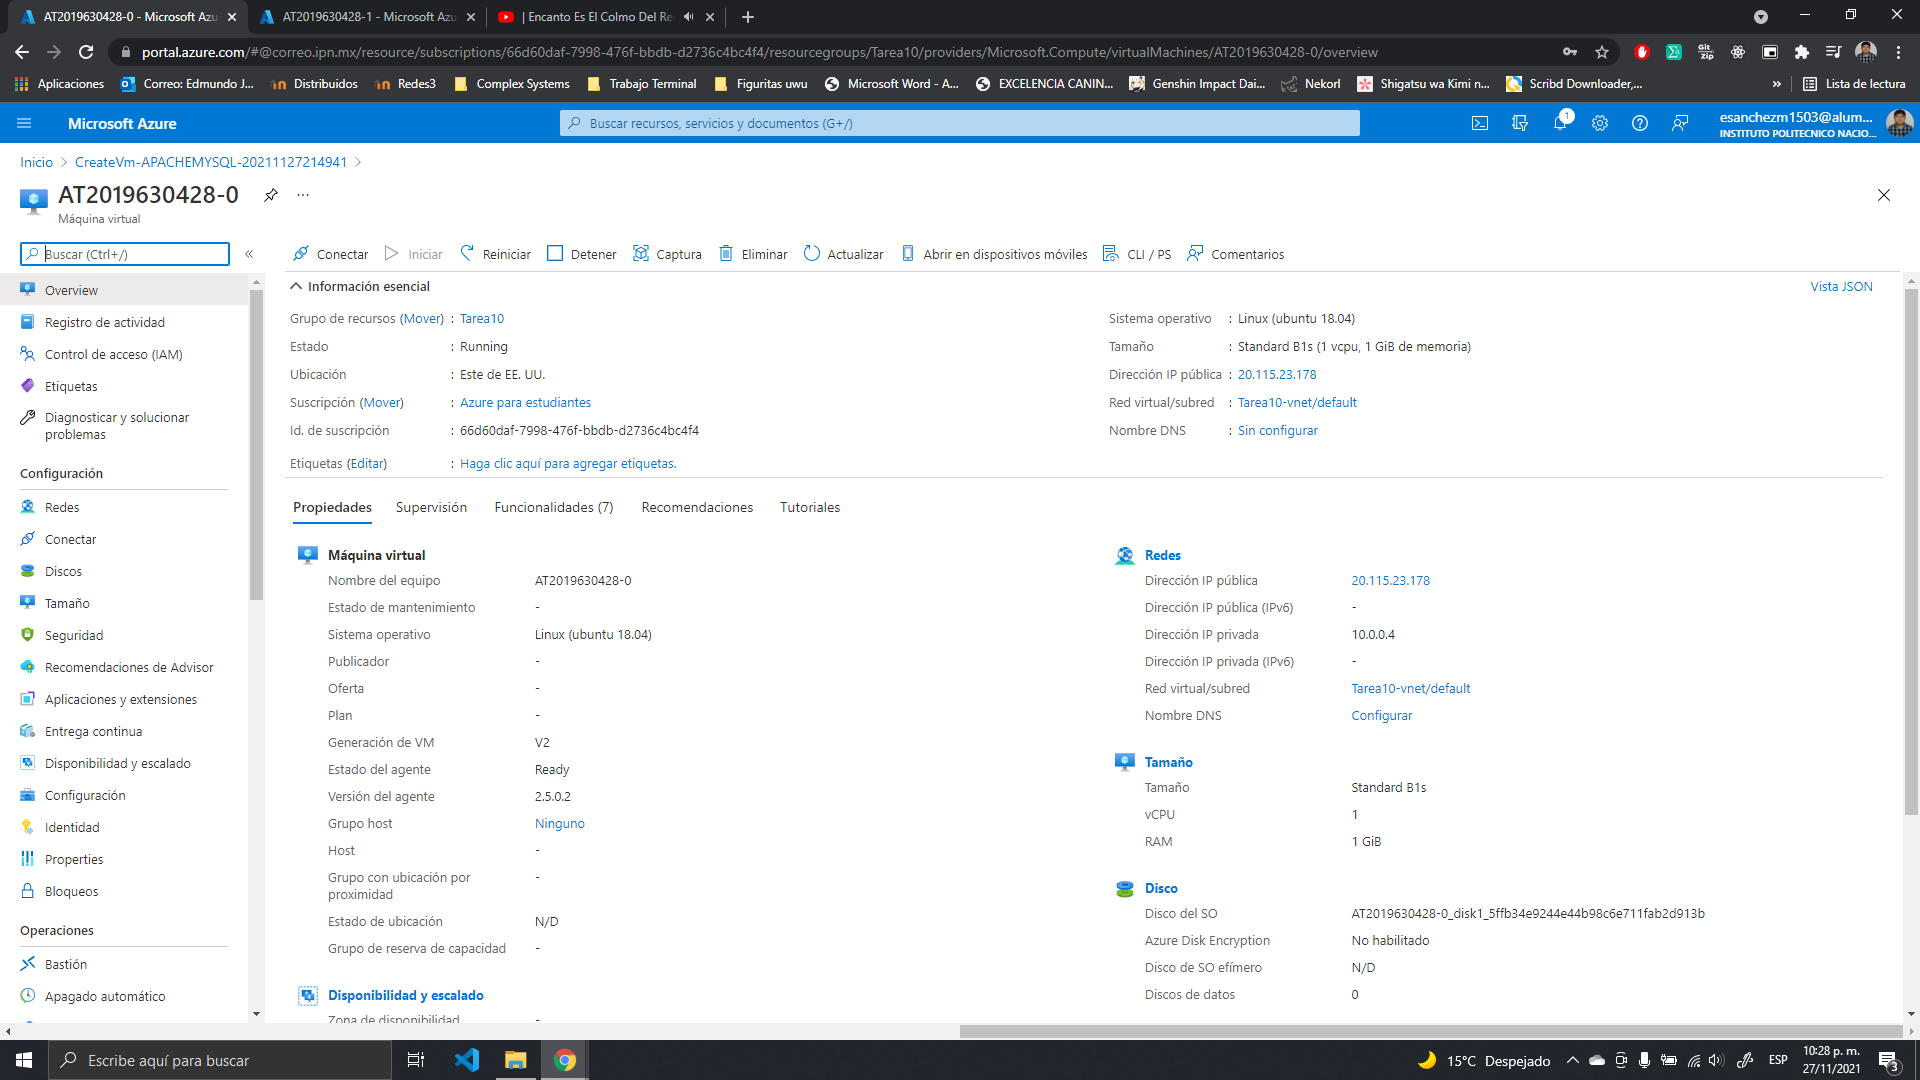 AT2019630428-0 - Microsoft Azu
AT2019630428-1 - Microsoft Azu
| Encanto Es El Colmo Del Re
portal.azure.com/#@correo.ipn.mx/resource/subscriptions/66d60daf-7998-476f-bbdb-d2736c4bc4f4/resourcegroups/Tarea10/providers/Microsoft.Compute/virtualMachines/AT2019630428-0/overview
Aplicaciones
Correo: Edmundo J...
Distribuidos
Redes3
Complex Systems
Trabajo Terminal
Figuritas uwu
Microsoft Word - A...
EXCELENCIA CANIN...
Genshin Impact Dai...
Nekorl
Shigatsu wa Kimi n...
Scribd Downloader,...
»
Lista de lectura
Microsoft Azure
Buscar recursos, servicios y documentos (G+/)
1
esanchezm1503@alum...
INSTITUTO POLITECNICO NACIO...
Inicio > CreateVm-APACHEMYSQL-20211127214941 >
AT2019630428-0
...
Máquina virtual
Buscar (Ctrl+/)
«
Conectar
Iniciar
Reiniciar
Detener
Captura
Eliminar
Actualizar
Abrir en dispositivos móviles
CLI / PS
Comentarios
Overview
Registro de actividad
Control de acceso (IAM)
Etiquetas
Diagnosticar y solucionar
problemas
Configuración
Redes
Conectar
Discos
Tamaño
Seguridad
Recomendaciones de Advisor
Aplicaciones y extensiones
Entrega continua
Disponibilidad y escalado
Configuración
Identidad
Properties
Bloqueos
Operaciones
Bastión
Apagado automático
Información esencial
Vista JSON
Grupo de recursos (Mover) : Tarea10
Estado : Running
Ubicación : Este de EE. UU.
Suscripción (Mover) : Azure para estudiantes
Id. de suscripción : 66d60daf-7998-476f-bbdb-d2736c4bc4f4
Etiquetas (Editar) : Haga clic aquí para agregar etiquetas.
Sistema operativo : Linux (ubuntu 18.04)
Tamaño : Standard B1s (1 vcpu, 1 GiB de memoria)
Dirección IP pública : 20.115.23.178
Red virtual/subred : Tarea10-vnet/default
Nombre DNS : Sin configurar
Propiedades
Supervisión
Funcionalidades (7)
Recomendaciones
Tutoriales
Máquina virtual
Nombre del equipo AT2019630428-0
Estado de mantenimiento -
Sistema operativo Linux (ubuntu 18.04)
Publicador -
Oferta -
Plan -
Generación de VM V2
Estado del agente Ready
Versión del agente 2.5.0.2
Grupo host Ninguno
Host -
Grupo con ubicación por -
proximidad
Estado de ubicación N/D
Grupo de reserva de capacidad -
Disponibilidad y escalado
Zona de disponibilidad -
Redes
Dirección IP pública 20.115.23.178
Dirección IP pública (IPv6) -
Dirección IP privada 10.0.0.4
Dirección IP privada (IPv6) -
Red virtual/subred Tarea10-vnet/default
Nombre DNS Configurar
Tamaño
Tamaño Standard B1s
vCPU 1
RAM 1 GiB
Disco
Disco del SO AT2019630428-0_disk1_5ffb34e9244e44b98c6e711fab2d913b
Azure Disk Encryption No habilitado
Disco de SO efímero N/D
Discos de datos 0
Escribe aquí para buscar
15°C Despejado
ESP
10:28 p. m.
27/11/2021
3